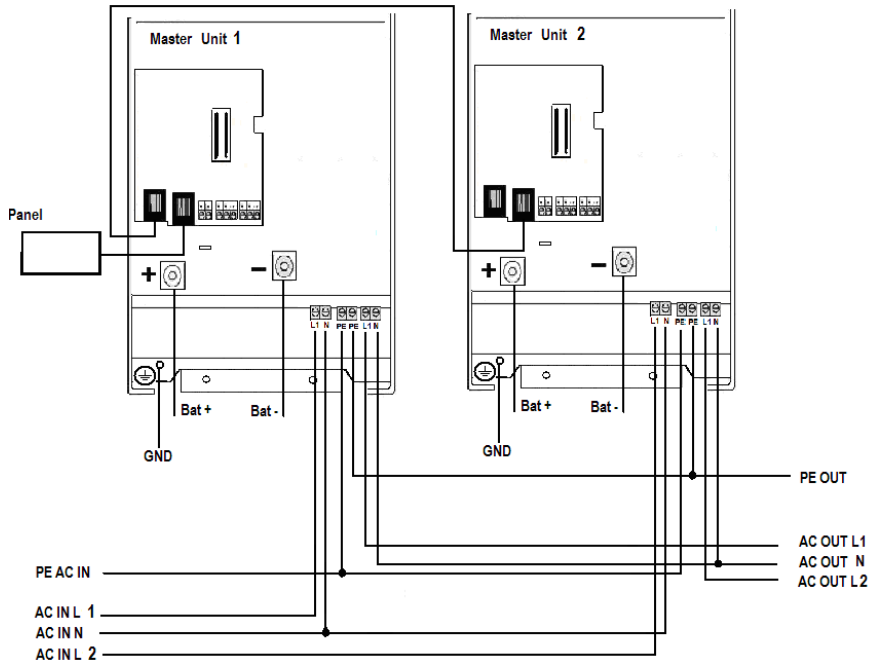 Master Unit 1
Master Unit 2
Panel
+
-
+
-
L1 N PE PE L1 N
L1 N PE PE L1 N
Bat +
Bat -
Bat +
Bat -
GND
GND
PE OUT
AC OUT L1
AC OUT N
AC OUT L2
PE AC IN
AC IN L 1
AC IN N
AC IN L 2